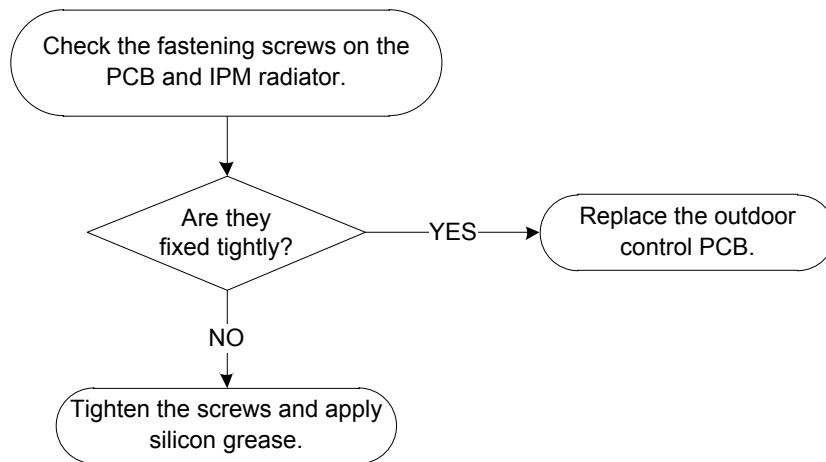 Check the fastening screws on the
PCB and IPM radiator.
Are they
fixed tightly?
YES
Replace the outdoor
control PCB.
NO
Tighten the screws and apply
silicon grease.